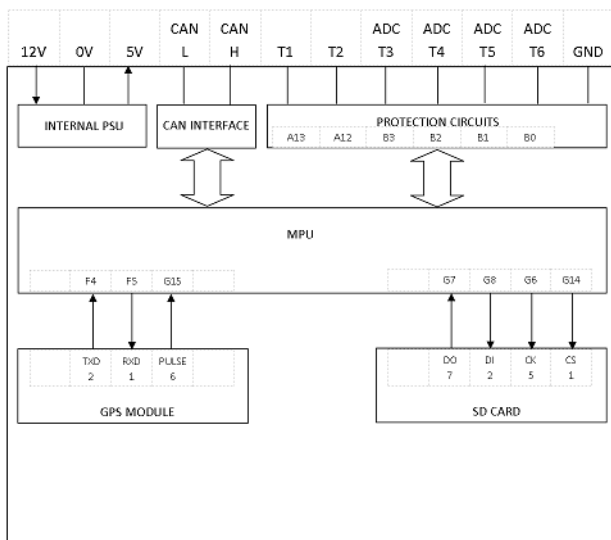 CAN CAN ADC ADC ADC ADC
12V 0V 5V L H T1 T2 T3 T4 T5 T6 GND
INTERNAL PSU CAN INTERFACE PROTECTION CIRCUITS
A13 A12 B3 B2 B1 B0
MPU
F4 F5 G15 G7 G8 G6 G14
TXD RXD PULSE DO DI CK CS
2 1 6 7 2 5 1
GPS MODULE SD CARD